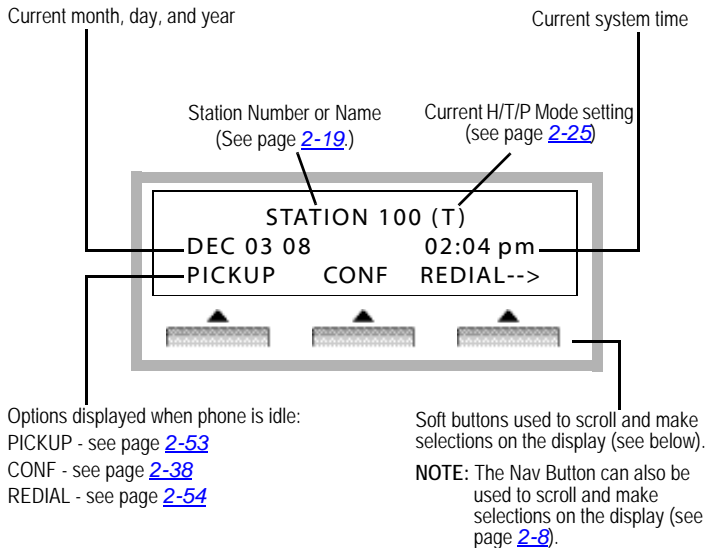 Current month, day, and year
Current system time
Station Number or Name
(See page 2-19.)
Current H/T/P Mode setting
(see page 2-25)
STATION 100 (T)
DEC 03 08 02:04 pm
PICKUP CONF REDIAL-->
Options displayed when phone is idle:
PICKUP - see page 2-53
CONF - see page 2-38
REDIAL - see page 2-54
Soft buttons used to scroll and make
selections on the display (see below).
NOTE: The Nav Button can also be
used to scroll and make
selections on the display (see
page 2-8).